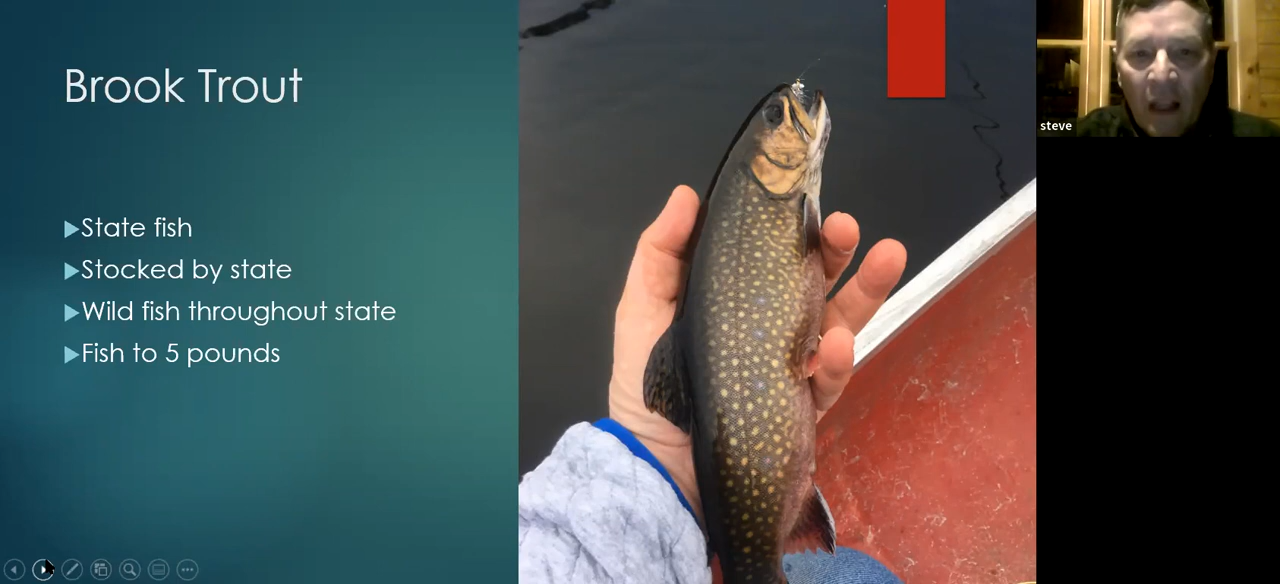 Brook Trout
State fish
Stocked by state
Wild fish throughout state
Fish to 5 pounds
steve